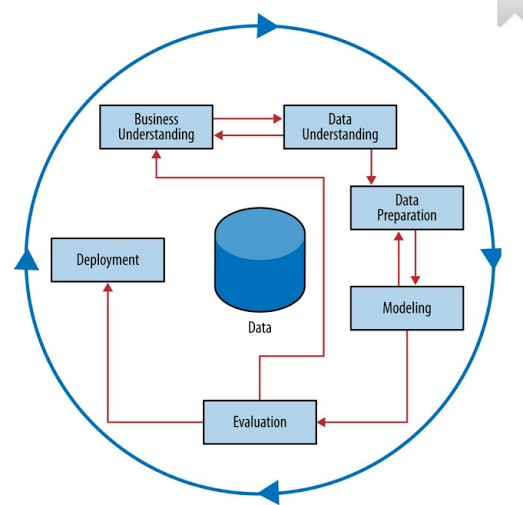 Business
Understanding
Data
Understanding
Data
Preparation
Deployment
Modeling
Data
Evaluation